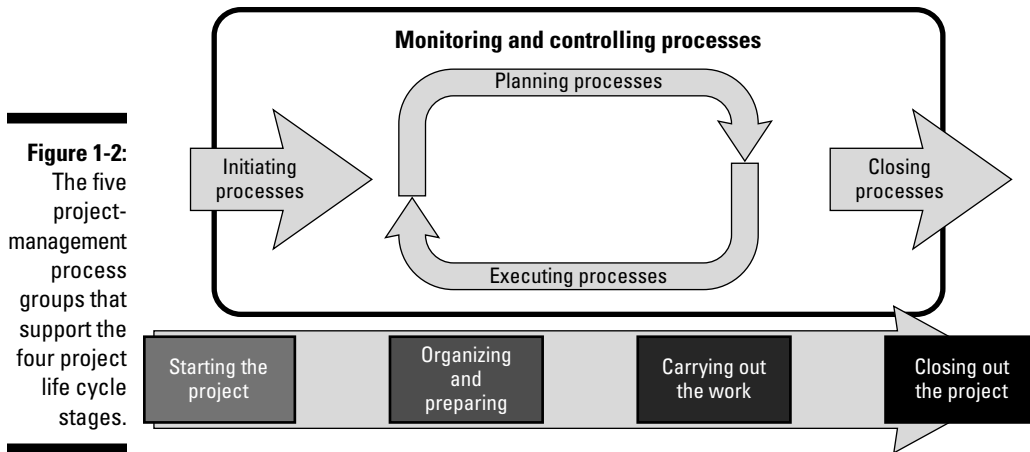 Monitoring and controlling processes
Planning processes
Initiating
processes
Closing
processes
Executing processes
Figure 1-2:
The five
project-
management
process
groups that
support the
four project
life cycle
stages.
Starting the
project
Organizing
and
preparing
Carrying out
the work
Closing out
the project